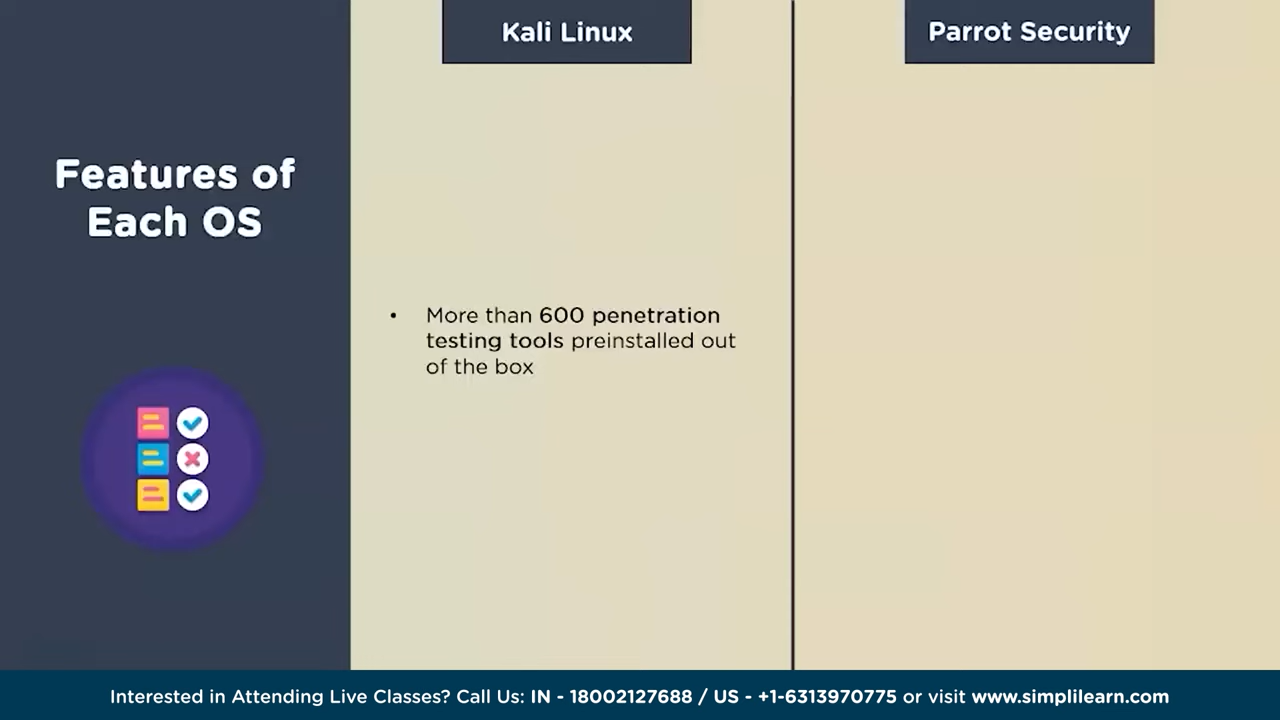 Kali Linux
Parrot Security
Features of
Each OS
• More than 600 penetration
testing tools preinstalled out
of the box
Interested in Attending Live Classes? Call Us: IN - 18002127688 / US - +1-6313970775 or visit www.simplilearn.com